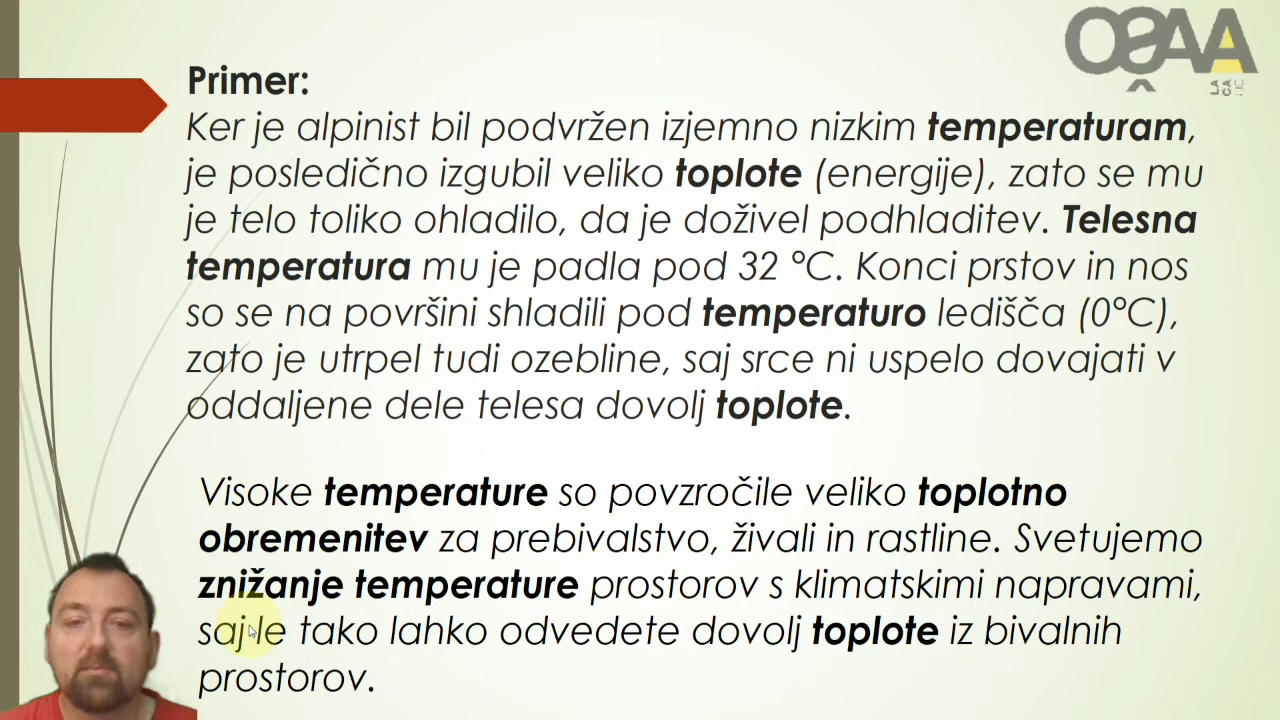 OŠAA
Primer:
Ker je alpinist bil podvržen izjemno nizkim temperaturam,
je posledično izgubil veliko toplote (energije), zato se mu
je telo toliko ohladilo, da je doživel podhladitev. Telesna
temperatura mu je padla pod 32 °C. Konci prstov in nos
so se na površini shladili pod temperaturo ledišča (0°C),
zato je utrpel tudi ozebline, saj srce ni uspelo dovajati v
oddaljene dele telesa dovolj toplote.
Visoke temperature so povzročile veliko toplotno
obremenitev za prebivalstvo, živali in rastline. Svetujemo
znižanje temperature prostorov s klimatskimi napravami,
saj le tako lahko odvedete dovolj toplote iz bivalnih
prostorov.